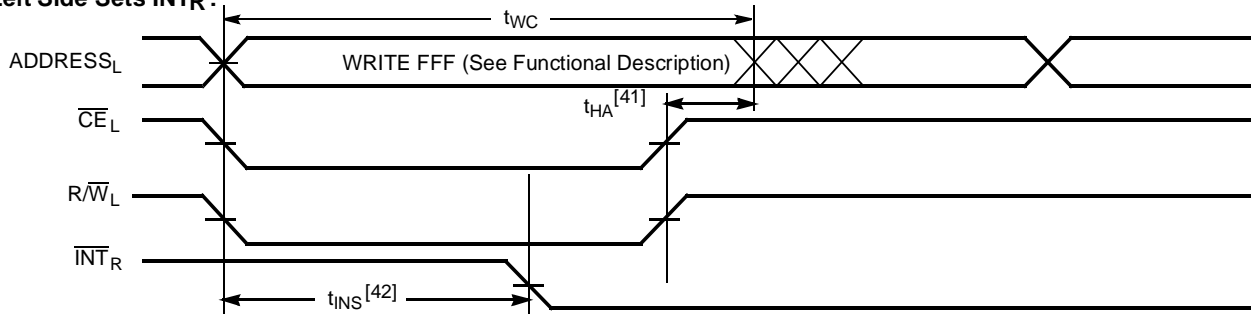 Left Side Sets INTR:
tWC
ADDRESSL
WRITE FFF (See Functional Description)
tHA[41]
CEL
R/WL
INTR
tINS[42]